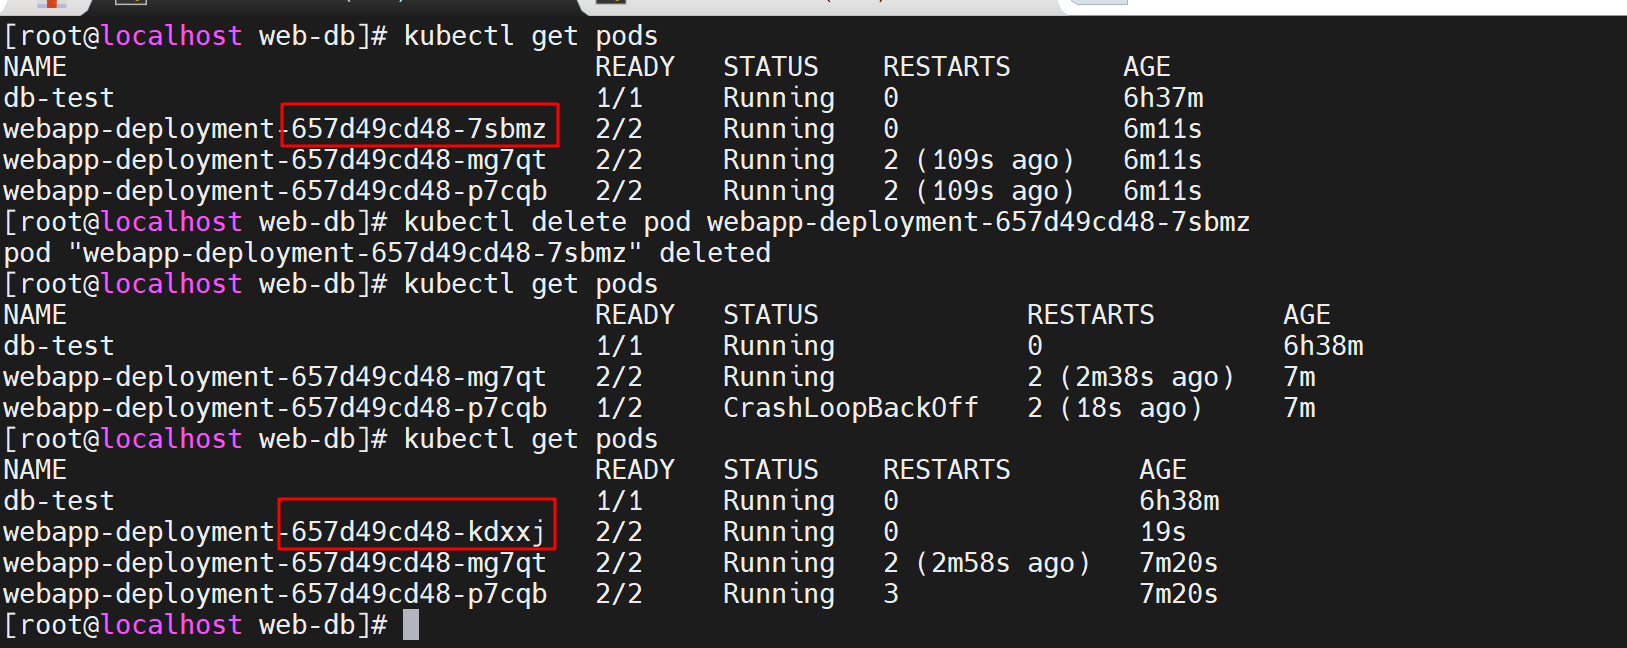 [root@localhost web-db]# kubectl get pods
NAME READY STATUS RESTARTS AGE
db-test 1/1 Running 0 6h37m
webapp-deployment-657d49cd48-7sbmz 2/2 Running 0 6m11s
webapp-deployment-657d49cd48-mg7qt 2/2 Running 2 (109s ago) 6m11s
webapp-deployment-657d49cd48-p7cqb 2/2 Running 2 (109s ago) 6m11s
[root@localhost web-db]# kubectl delete pod webapp-deployment-657d49cd48-7sbmz
pod "webapp-deployment-657d49cd48-7sbmz" deleted
[root@localhost web-db]# kubectl get pods
NAME READY STATUS RESTARTS AGE
db-test 1/1 Running 0 6h38m
webapp-deployment-657d49cd48-mg7qt 2/2 Running 2 (2m38s ago) 7m
webapp-deployment-657d49cd48-p7cqb 1/2 CrashLoopBackOff 2 (18s ago) 7m
[root@localhost web-db]# kubectl get pods
NAME READY STATUS RESTARTS AGE
db-test 1/1 Running 0 6h38m
webapp-deployment-657d49cd48-kdxxj 2/2 Running 0 19s
webapp-deployment-657d49cd48-mg7qt 2/2 Running 2 (2m58s ago) 7m20s
webapp-deployment-657d49cd48-p7cqb 2/2 Running 3 7m20s
[root@localhost web-db]#